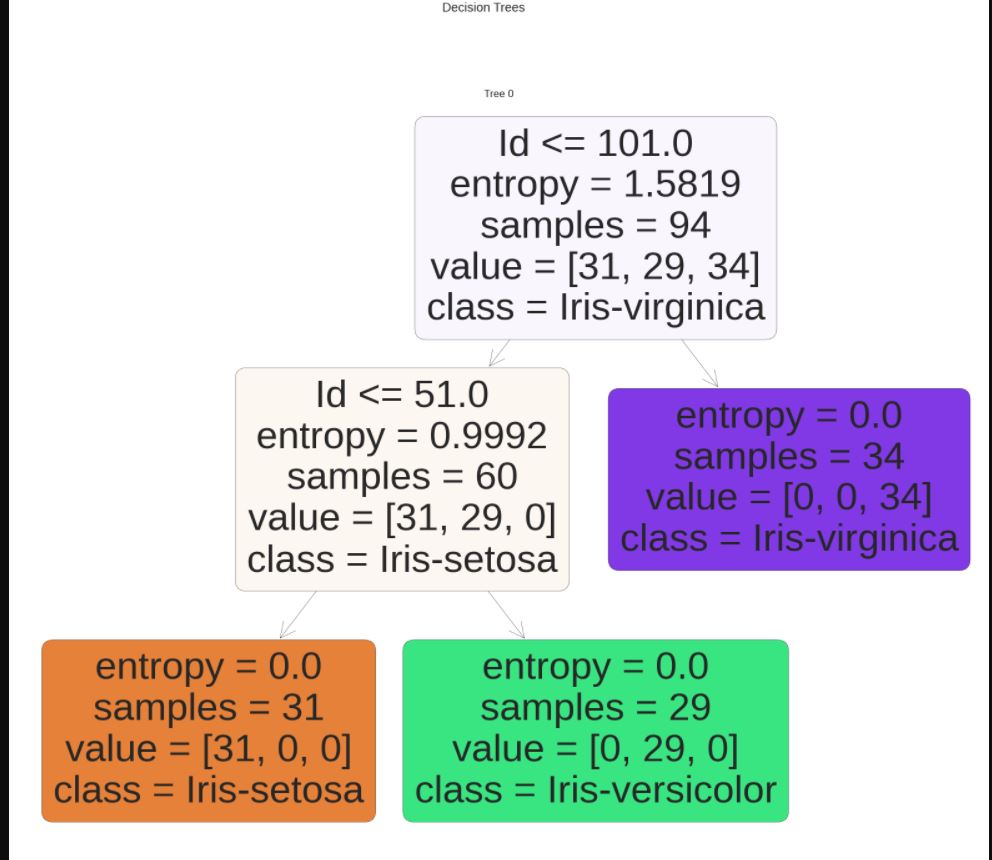 Decision Trees
Tree 0
Id <= 101.0
entropy = 1.5819
samples = 94
value = [31, 29, 34]
class = Iris-virginica
Id <= 51.0
entropy = 0.9992
samples = 60
value = [31, 29, 0]
class = Iris-setosa
entropy = 0.0
samples = 34
value = [0, 0, 34]
class = Iris-virginica
entropy = 0.0
samples = 31
value = [31, 0, 0]
class = Iris-setosa
entropy = 0.0
samples = 29
value = [0, 29, 0]
class = Iris-versicolor